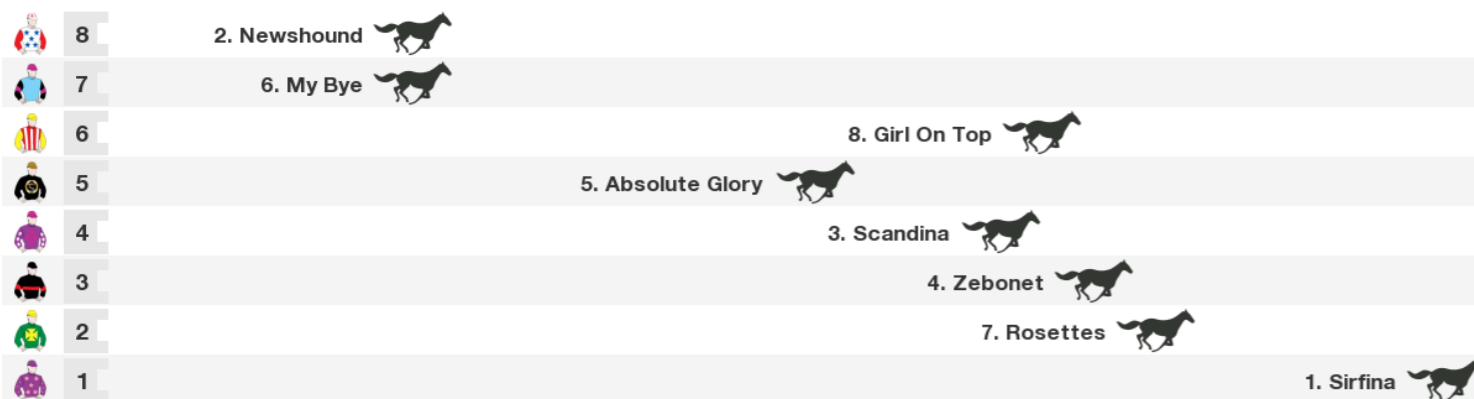 8 2. Newshound
7 6. My Bye
6 8. Girl On Top
5 5. Absolute Glory
4 3. Scandina
3 4. Zebonet
2 7. Rosettes
1 1. Sirfina